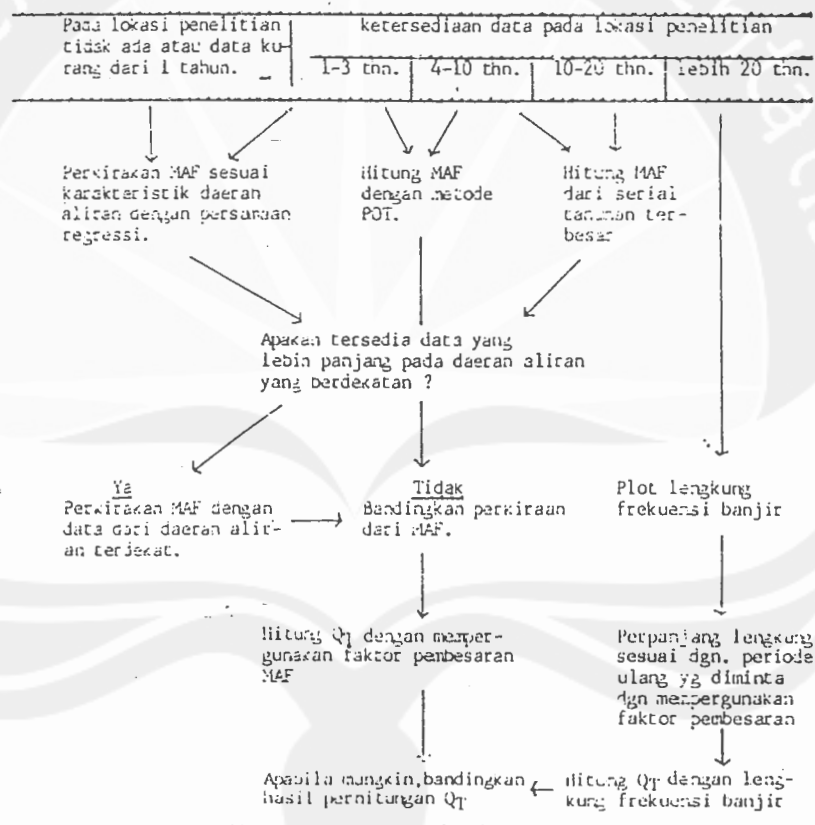 Pada lokasi penelitian
tidak ada atau data ku-
rang dari 1 tahun.
ketersediaan data pada lokasi penelitian
1-3 thn. 4-10 thn. 10-20 thn. lebih 20 thn.
Perkirakan MAF sesuai
karakteristik daerah
aliran dengan persamaan
regressi.
Hitung MAF
dengan metode
POT.
Hitung MAF
dari serial
tahunan ter-
besar
Apakah tersedia data yang
lebih panjang pada daerah aliran
yang berdekatan ?
Ya
Perkirakan MAF dengan
data dari daerah alir-
an terdekat.
Tidak
Bandingkan perkiraan
dari MAF.
Plot lengkung
frekuensi banjir
Hitung QT dengan memper-
gunakan faktor pembesaran
MAF
Perpanjang lengkung
sesuai dgn. periode
ulang yg diminta
dgn mempergunakan
faktor pembesaran
Apabila mungkin, bandingkan
hasil perhitungan QT
Hitung QT dengan leng-
kung frekuensi banjir